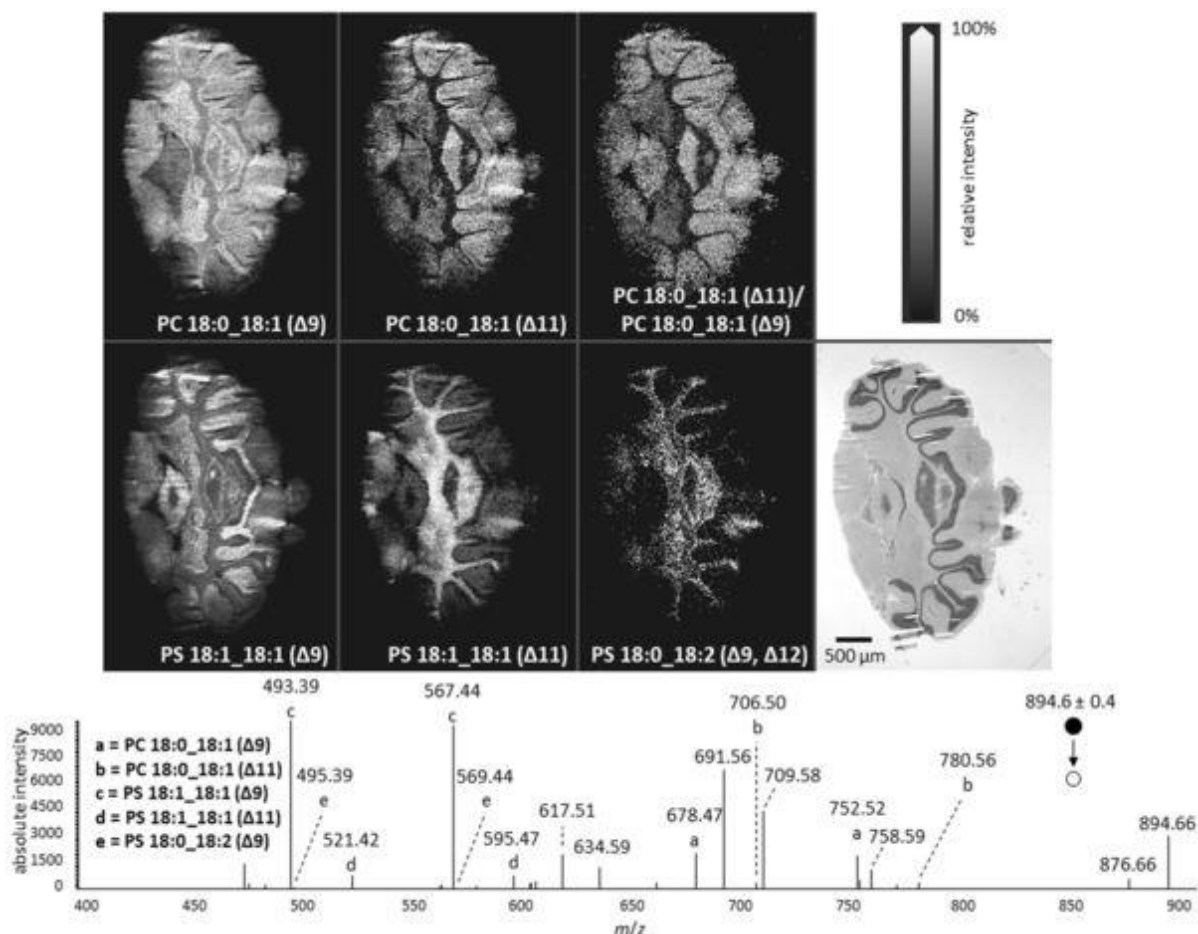 100%
relative intensity
0%
PC 18:0_18:1 (Δ9)
PC 18:0_18:1 (Δ11)
PC 18:0_18:1 (Δ11)/
PC 18:0_18:1 (Δ9)
PS 18:1_18:1 (Δ9)
PS 18:1_18:1 (Δ11)
PS 18:0_18:2 (Δ9, Δ12)
500 µm
absolute intensity
9000
7500
6000
4500
3000
1500
0
a = PC 18:0_18:1 (Δ9)
b = PC 18:0_18:1 (Δ11)
c = PS 18:1_18:1 (Δ9)
d = PS 18:1_18:1 (Δ11)
e = PS 18:0_18:2 (Δ9)
493.39
c
495.39
e
521.42
d
567.44
c
569.44
e
595.47
d
617.51
634.59
678.47
a
691.56
706.50
b
709.58
752.52
a
758.59
780.56
b
894.6 ± 0.4
876.66
894.66
400
500
550
600
650
700
750
800
850
900
m/z